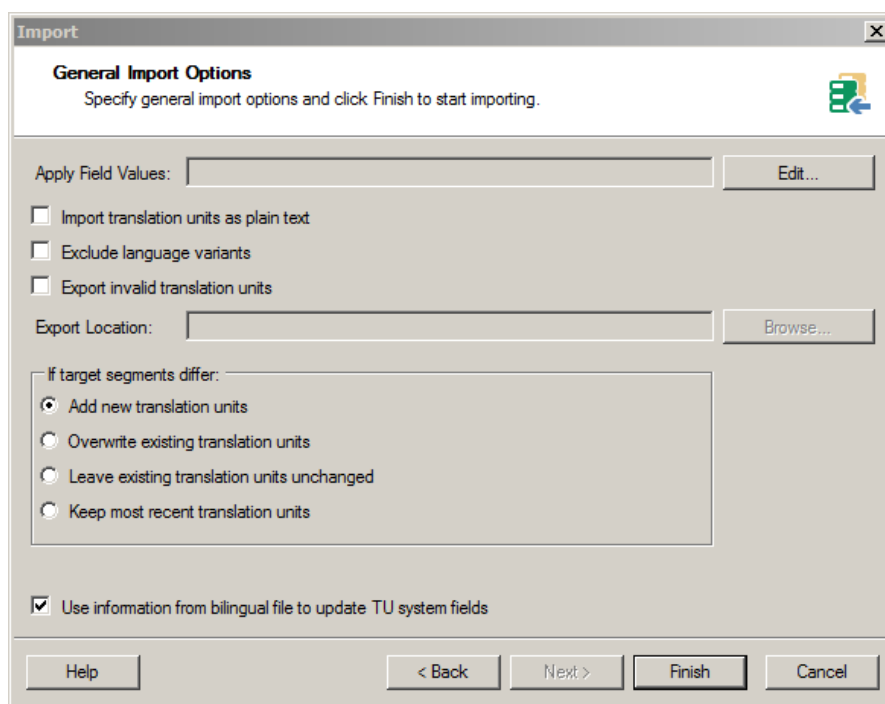 Import
General Import Options
Specify general import options and click Finish to start importing.
Apply Field Values: Edit...
Import translation units as plain text
Exclude language variants
Export invalid translation units
Export Location: Browse...
If target segments differ:
Add new translation units
Overwrite existing translation units
Leave existing translation units unchanged
Keep most recent translation units
Use information from bilingual file to update TU system fields
Help < Back Next > Finish Cancel